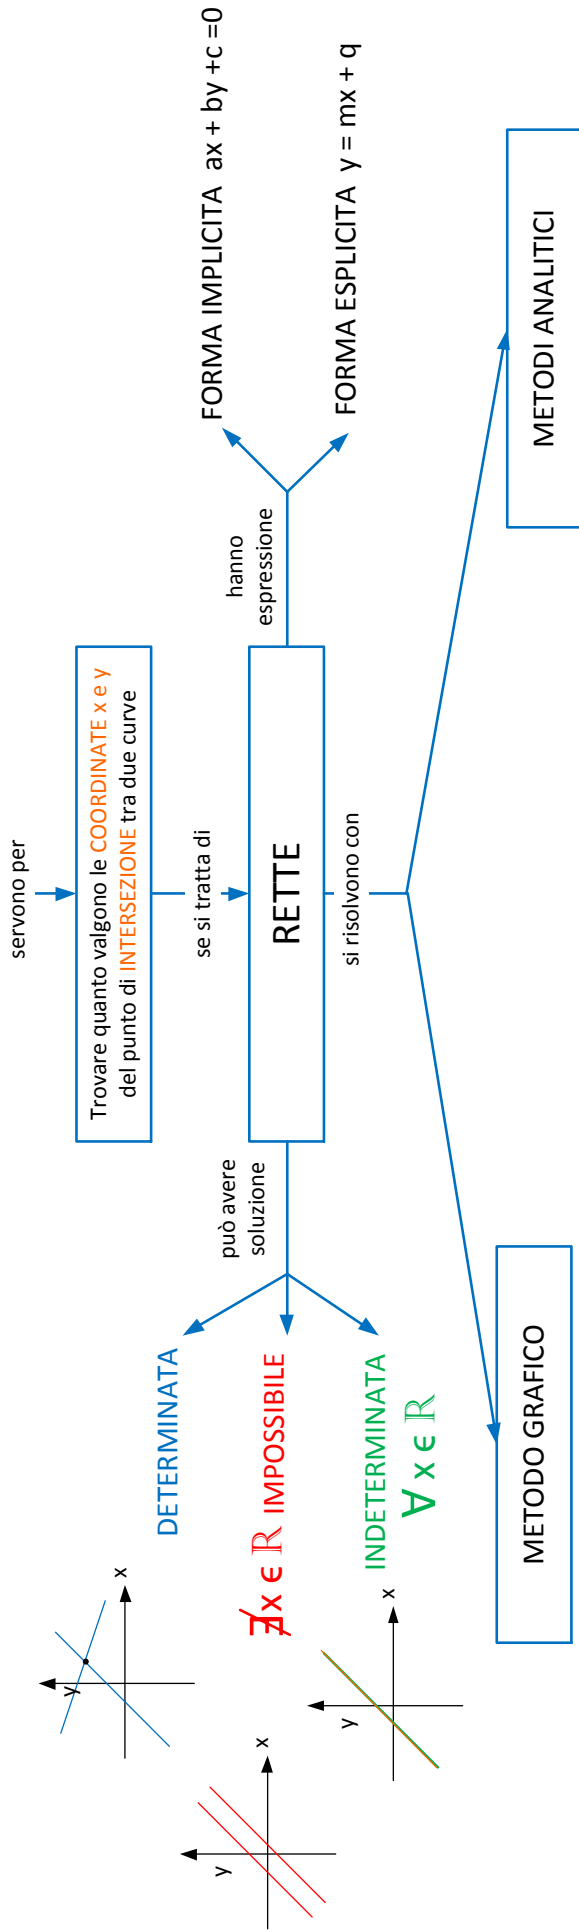 servono per
Trovare quanto valgono le COORDINATE x e y
del punto di INTERSEZIONE tra due curve
se si tratta di
RETTE
può avere
soluzione
hanno
espressione
FORMA IMPLICITA ax + by +c =0
FORMA ESPLICITA y = mx + q
DETERMINATA
y
x
∄x ϵ ℝ IMPOSSIBILE
y
x
INDETERMINATA
∀ x ϵ ℝ
y
x
si risolvono con
METODO GRAFICO
METODI ANALITICI